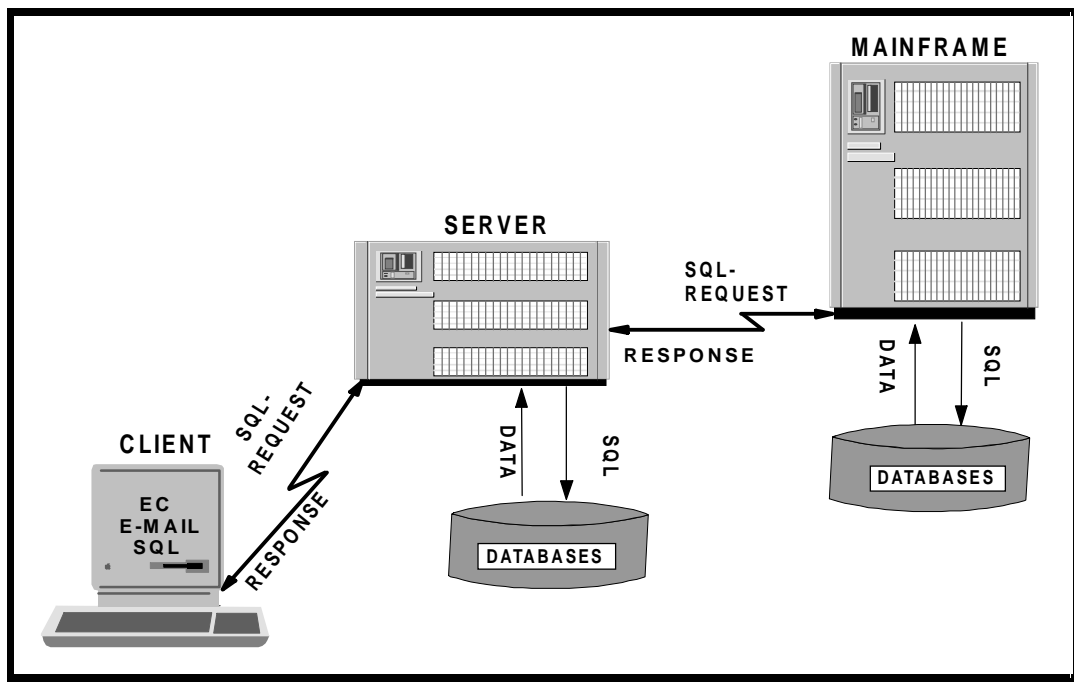 MAINFRAME
SERVER
SQL-
REQUEST
RESPONSE
DATA
SQL
DATABASES
CLIENT
EC
E-MAIL
SQL
SQL-
REQUEST
RESPONSE
DATA
SQL
DATABASES